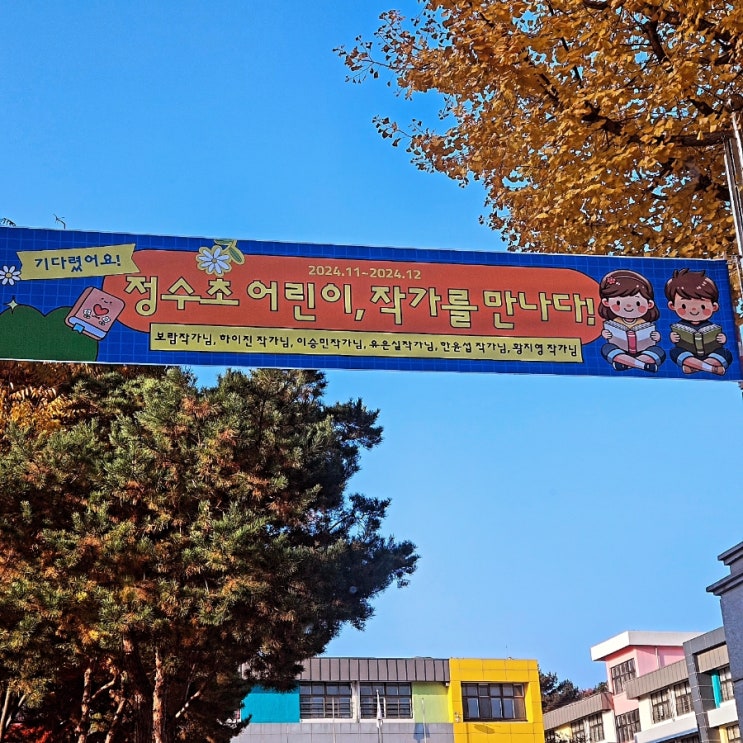 기다렸어요!
2024.11~2024.12
정수초 어린이, 작가를 만나다!
보람작가님, 하이진 작가님, 이승민작가님, 유은실작가님, 한윤섭 작가님, 황지영 작가님